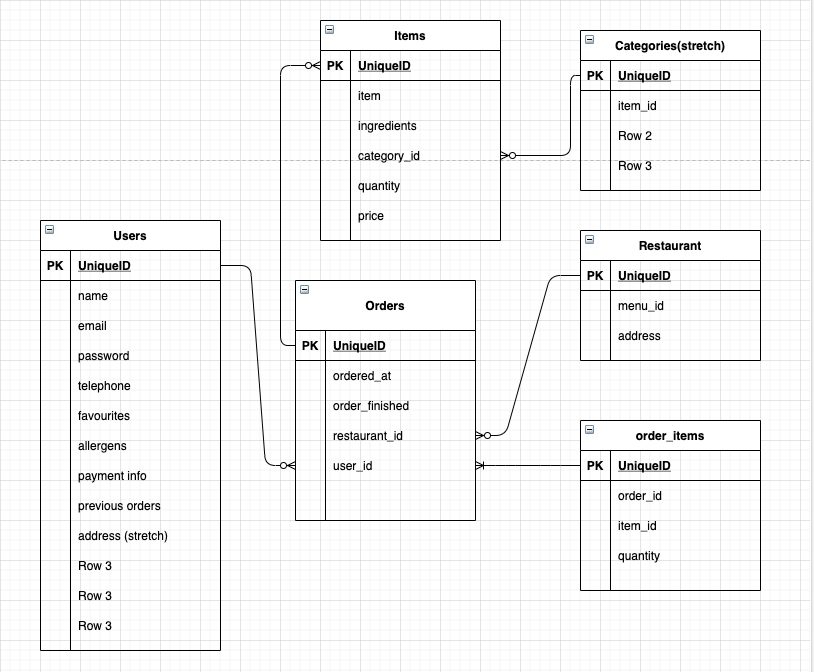 Items
PK UniqueID
item
ingredients
category_id
quantity
price
Categories(stretch)
PK UniqueID
item_id
Row 2
Row 3
Users
PK UniqueID
name
email
password
telephone
favourites
allergens
payment info
previous orders
address (stretch)
Row 3
Row 3
Row 3
Orders
PK UniqueID
ordered_at
order_finished
restaurant_id
user_id
Restaurant
PK UniqueID
menu_id
address
order_items
PK UniqueID
order_id
item_id
quantity